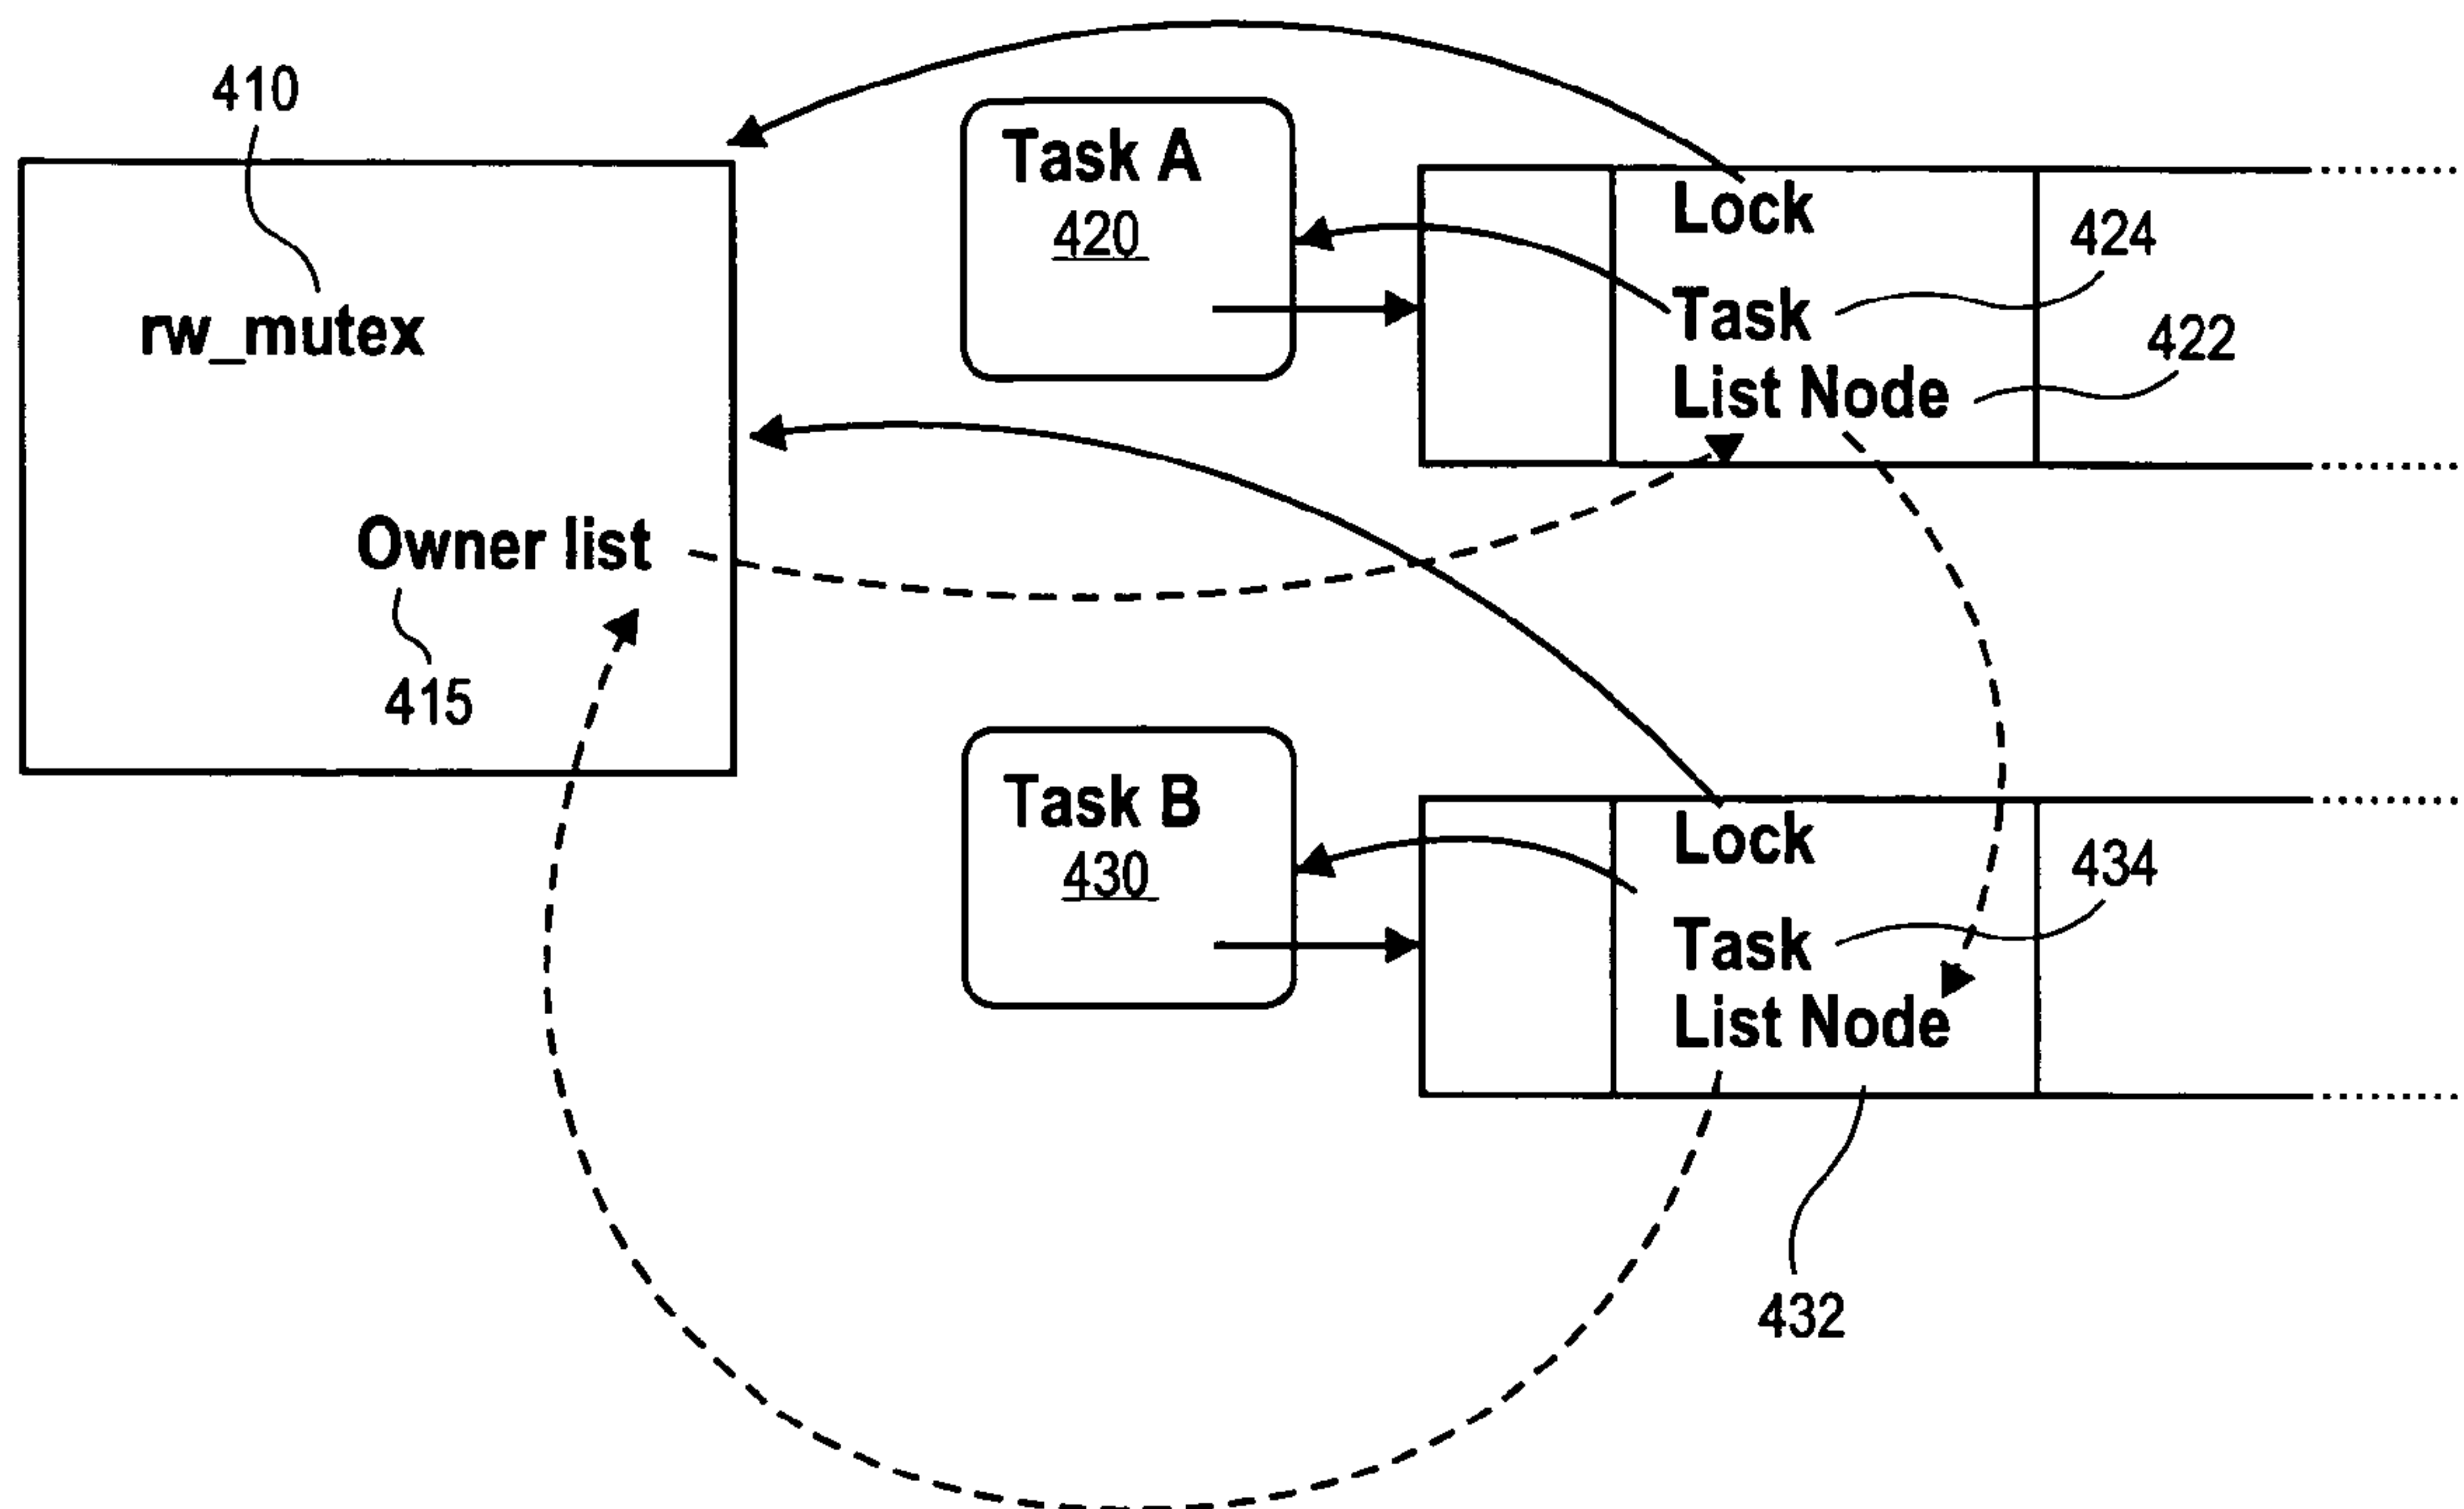 410
rw_mutex
Owner list
415
Task A
420
Lock
Task
List Node
424
422
Task B
430
Lock
Task
List Node
434
432